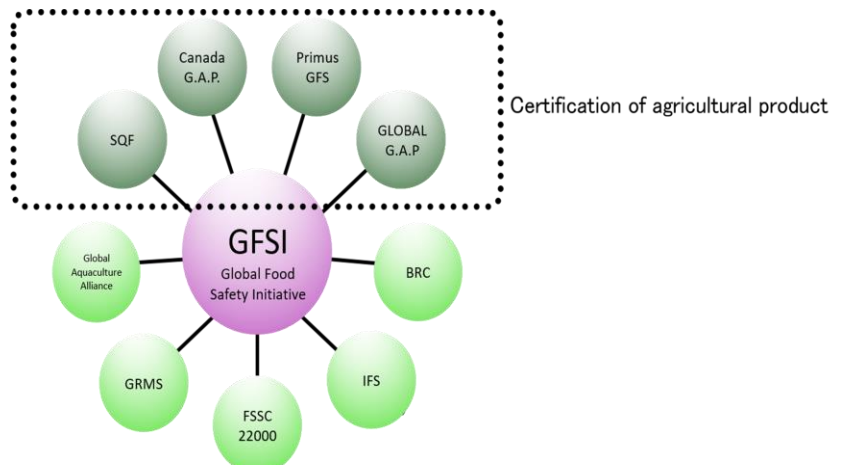 Canada
G.A.P.
Primus
GFS
SQF
GLOBAL
G.A.P
Certification of agricultural product
GFSI
Global Food
Safety Initiative
Global
Aquaculture
Alliance
BRC
GRMS
IFS
FSSC
22000